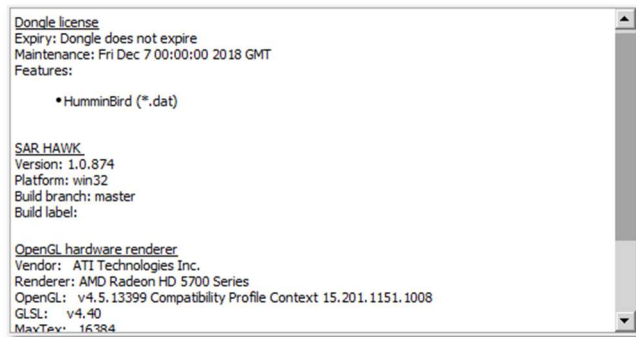 Dongle license
Expiry: Dongle does not expire
Maintenance: Fri Dec 7 00:00:00 2018 GMT
Features:
• HumminBird (*.dat)
SAR HAWK
Version: 1.0.874
Platform: win32
Build branch: master
Build label:
OpenGL hardware renderer
Vendor: ATI Technologies Inc.
Renderer: AMD Radeon HD 5700 Series
OpenGL: v4.5.13399 Compatibility Profile Context 15.201.1151.1008
GLSL: v4.40
MaxTex: 16384